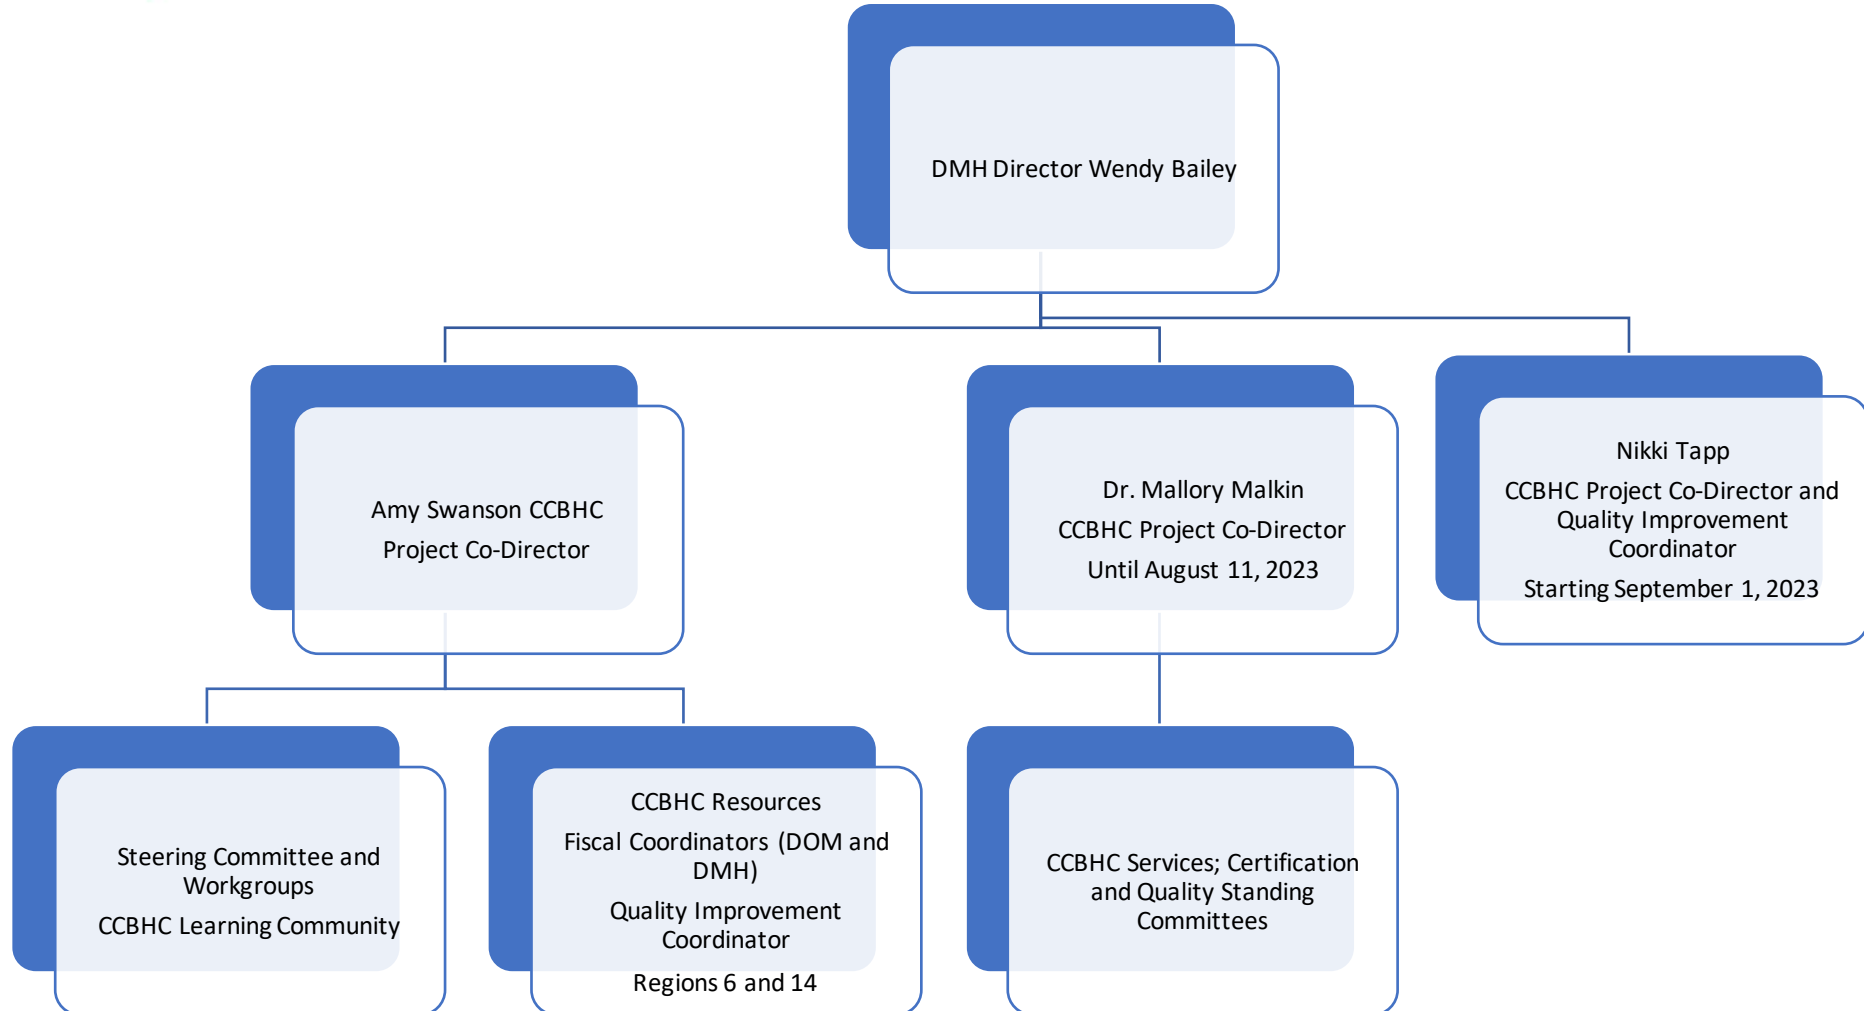 DMH Director Wendy Bailey
Amy Swanson CCBHC
Project Co-Director
Dr. Mallory Malkin
CCBHC Project Co-Director
Until August 11, 2023
Nikki Tapp
CCBHC Project Co-Director and
Quality Improvement
Coordinator
Starting September 1, 2023
Steering Committee and
Workgroups
CCBHC Learning Community
CCBHC Resources
Fiscal Coordinators (DOM and
DMH)
Quality Improvement
Coordinator
Regions 6 and 14
CCBHC Services; Certification
and Quality Standing
Committees